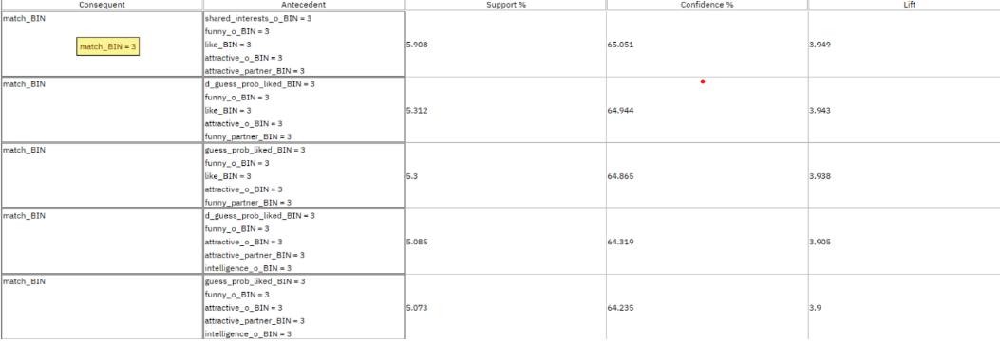 Consequent Antecedent Support % Confidence % Lift
match_BIN shared_interests_o_BIN = 3
funny_o_BIN = 3
match_BIN = 3 like_BIN = 3 5.908 65.051 3.949
attractive_o_BIN = 3
attractive_partner_BIN = 3
match_BIN d_guess_prob_liked_BIN = 3
funny_o_BIN = 3
like_BIN = 3 5.312 64.944 3.943
attractive_o_BIN = 3
funny_partner_BIN = 3
match_BIN guess_prob_liked_BIN = 3
funny_o_BIN = 3
like_BIN = 3 5.3 64.865 3.938
attractive_o_BIN = 3
funny_partner_BIN = 3
match_BIN d_guess_prob_liked_BIN = 3
funny_o_BIN = 3
attractive_o_BIN = 3 5.085 64.319 3.905
attractive_partner_BIN = 3
intelligence_o_BIN = 3
match_BIN guess_prob_liked_BIN = 3
funny_o_BIN = 3
attractive_o_BIN = 3 5.073 64.235 3.9
attractive_partner_BIN = 3
intelligence_o_BIN = 3